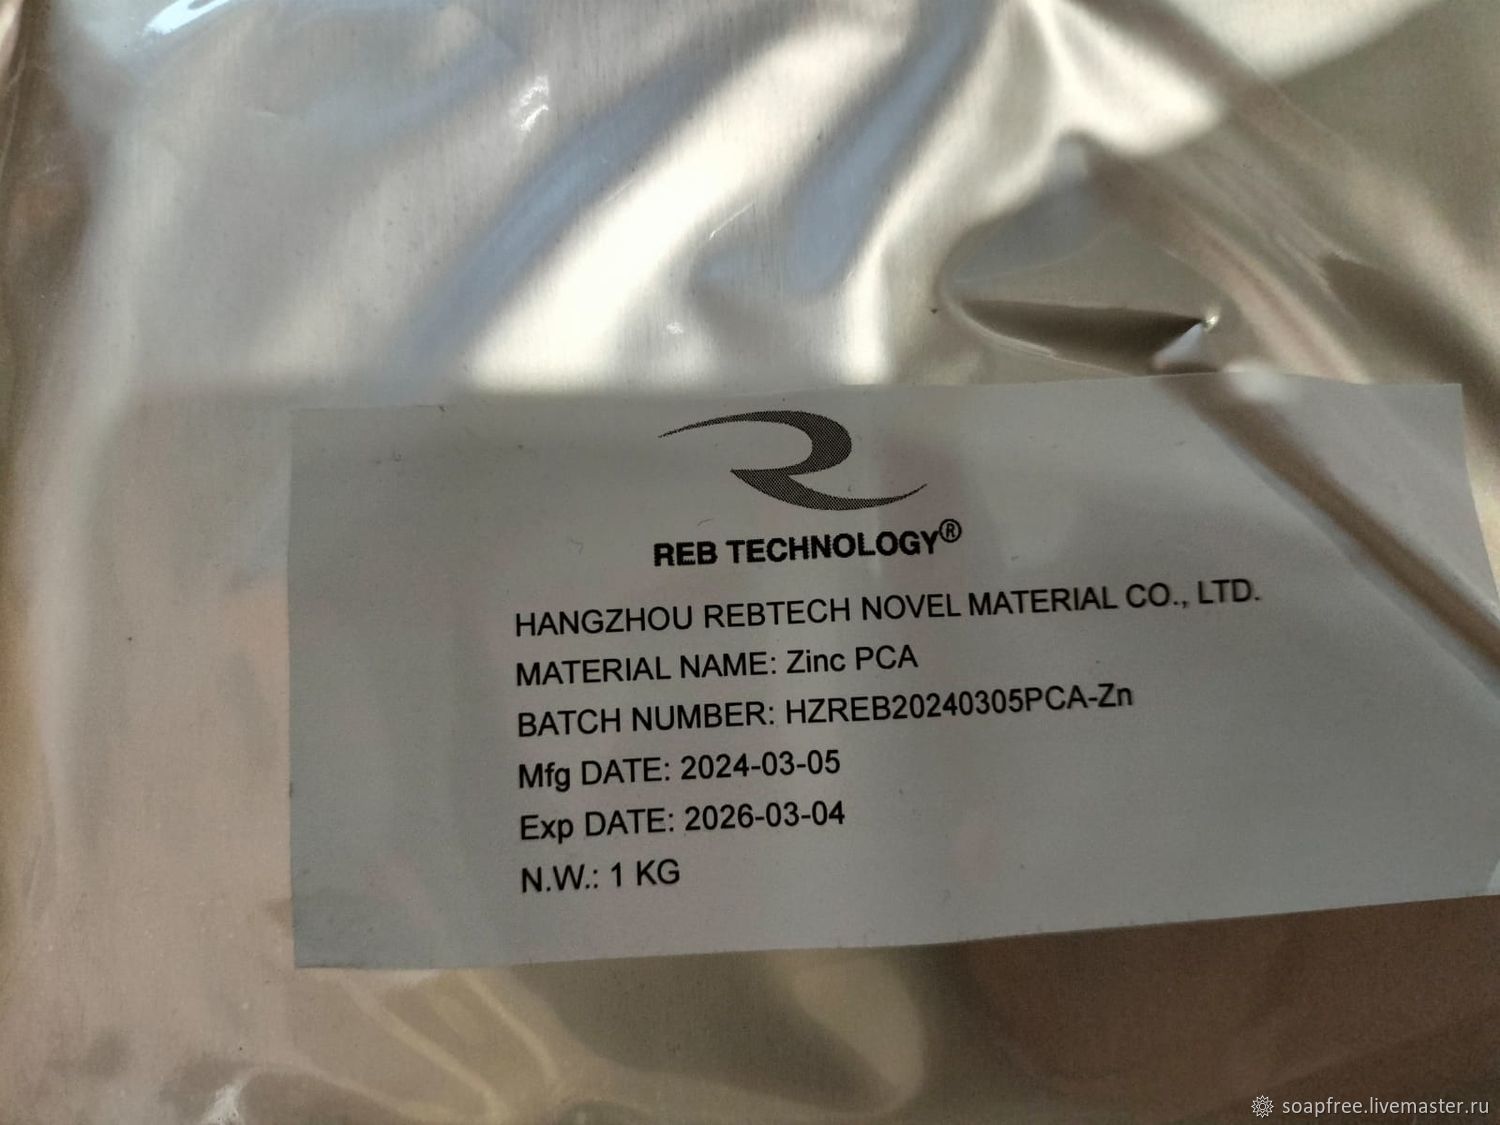 REB TECHNOLOGY®
HANGZHOU REBTECH NOVEL MATERIAL CO., LTD.
MATERIAL NAME: Zinc PCA
BATCH NUMBER: HZREB20240305PCA-Zn
Mfg DATE: 2024-03-05
Exp DATE: 2026-03-04
N.W.: 1 KG
soapfree.livemaster.ru